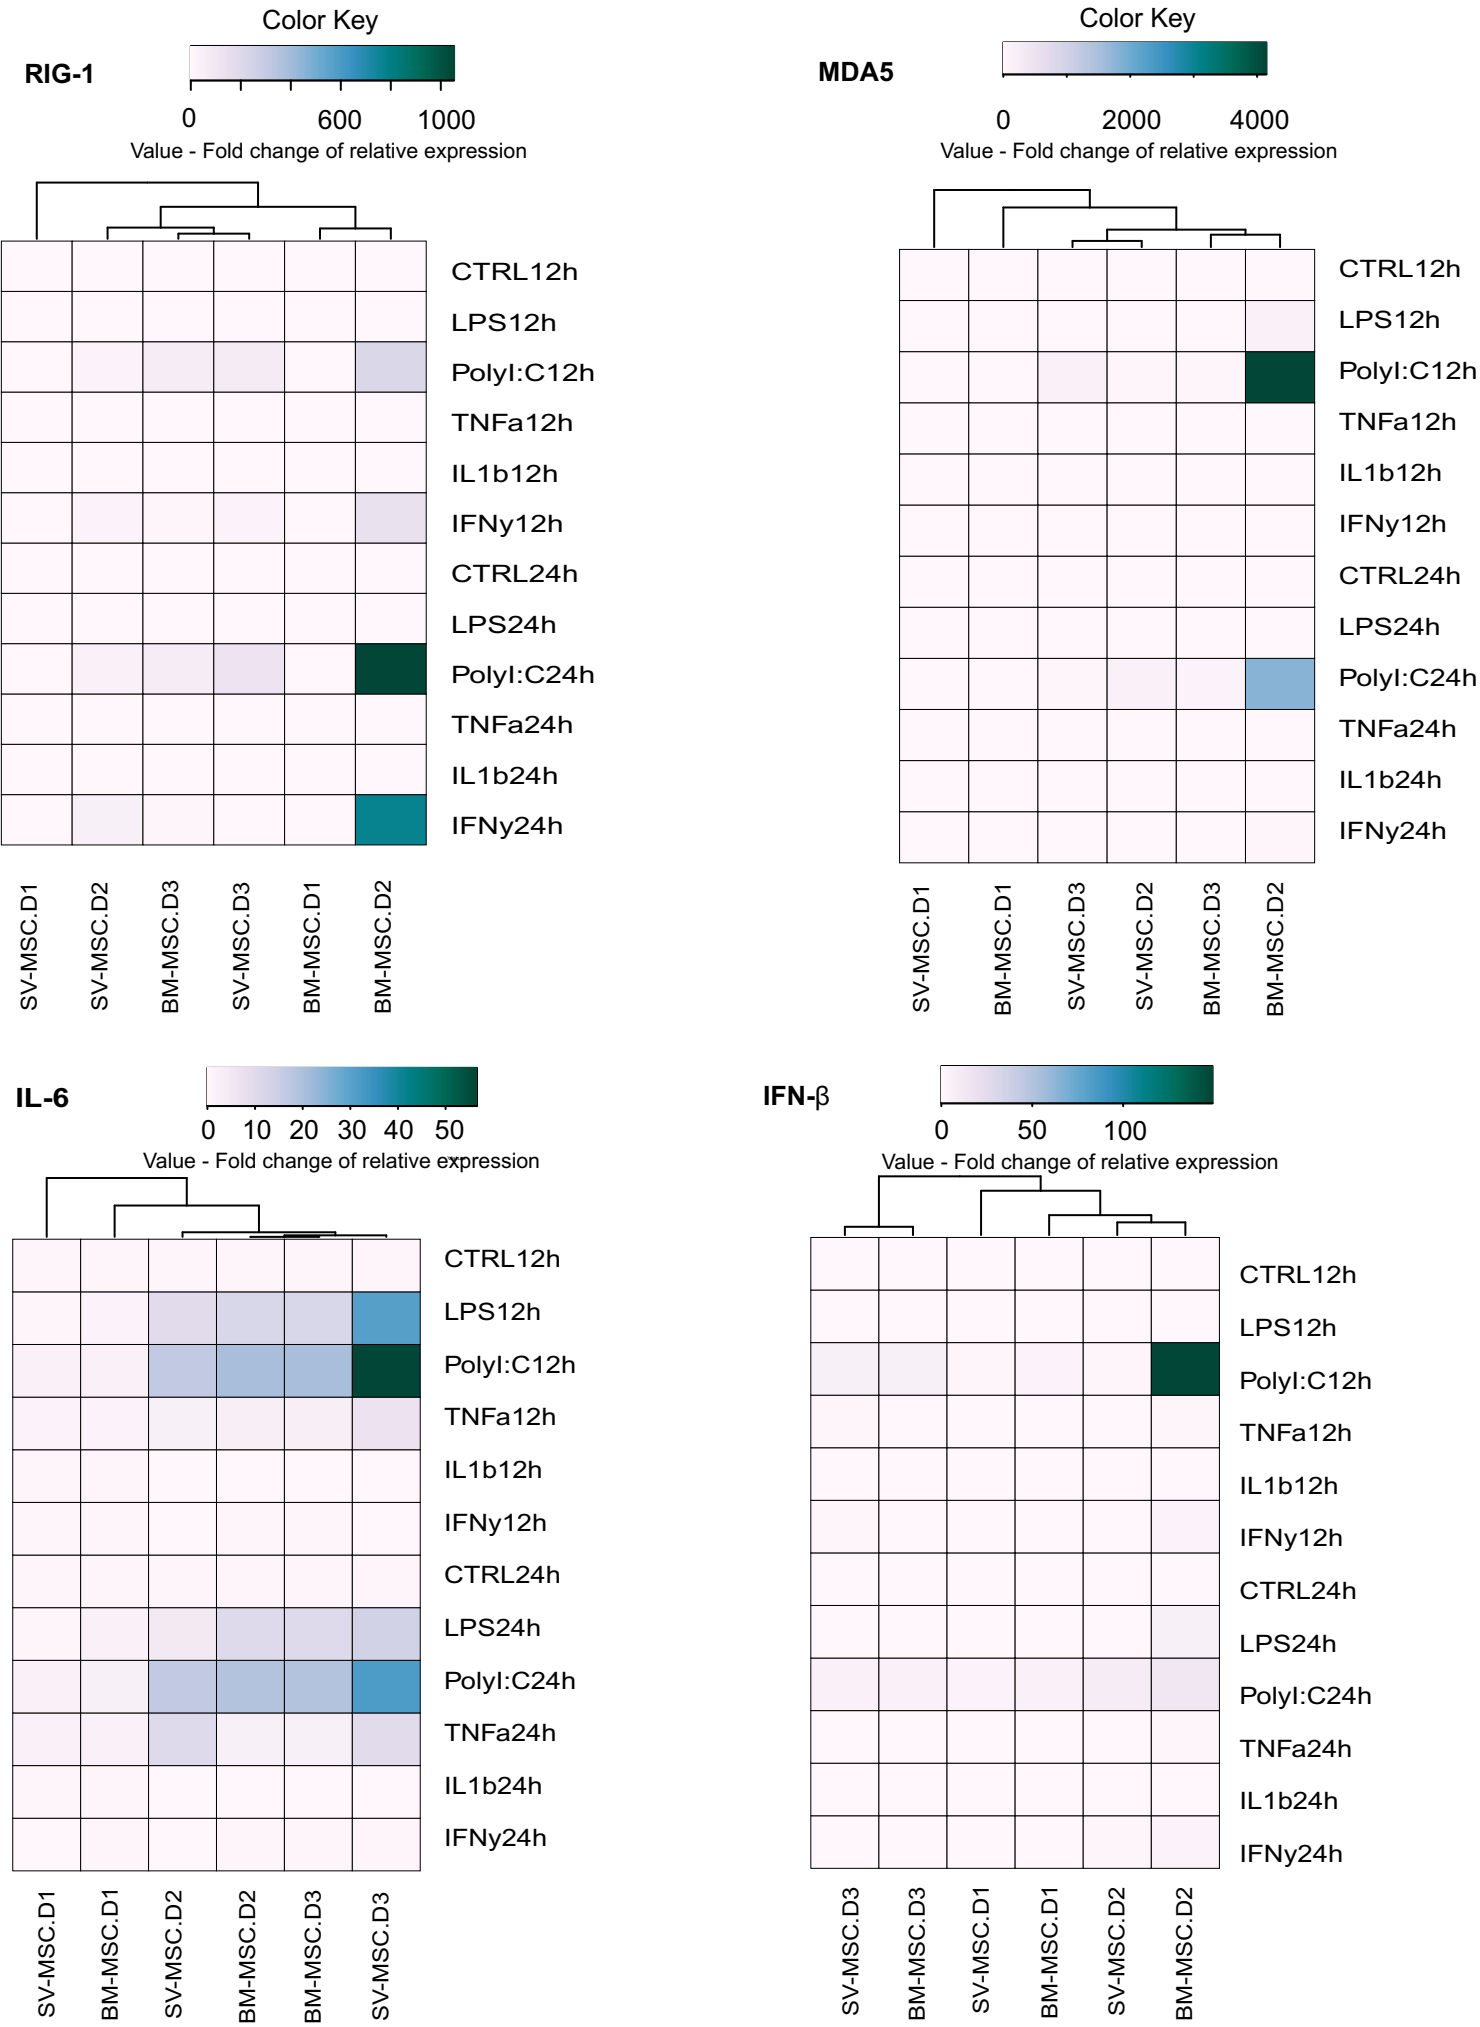 Color Key
RIG-1
0 600 1000
Value - Fold change of relative expression
CTRL12h
LPS12h
PolyI:C12h
TNFa12h
IL1b12h
IFNy12h
CTRL24h
LPS24h
PolyI:C24h
TNFa24h
IL1b24h
IFNy24h
SV-MSC.D1
SV-MSC.D2
BM-MSC.D3
SV-MSC.D3
BM-MSC.D1
BM-MSC.D2
Color Key
MDA5
0 2000 4000
Value - Fold change of relative expression
CTRL12h
LPS12h
PolyI:C12h
TNFa12h
IL1b12h
IFNy12h
CTRL24h
LPS24h
PolyI:C24h
TNFa24h
IL1b24h
IFNy24h
SV-MSC.D1
BM-MSC.D1
SV-MSC.D3
SV-MSC.D2
BM-MSC.D3
BM-MSC.D2
IL-6
0 10 20 30 40 50
Value - Fold change of relative expression
CTRL12h
LPS12h
PolyI:C12h
TNFa12h
IL1b12h
IFNy12h
CTRL24h
LPS24h
PolyI:C24h
TNFa24h
IL1b24h
IFNy24h
SV-MSC.D1
BM-MSC.D1
SV-MSC.D2
BM-MSC.D2
BM-MSC.D3
SV-MSC.D3
IFN-β
0 50 100
Value - Fold change of relative expression
CTRL12h
LPS12h
PolyI:C12h
TNFa12h
IL1b12h
IFNy12h
CTRL24h
LPS24h
PolyI:C24h
TNFa24h
IL1b24h
IFNy24h
SV-MSC.D3
BM-MSC.D3
SV-MSC.D1
BM-MSC.D1
SV-MSC.D2
BM-MSC.D2